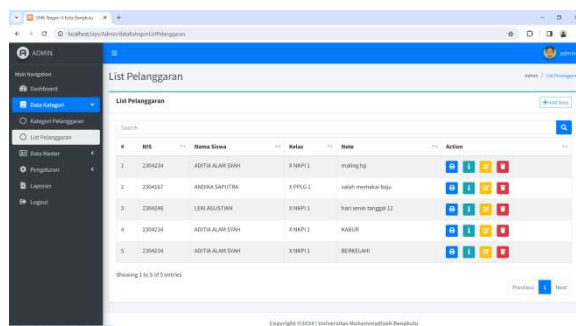 SMK Negeri 4 Kota Bengkulu
ADMIN
admin
Main Navigation
Dashboard
Data Kategori
Kategori Pelanggaran
List Pelanggaran
Data Master
Pengaturan
Laporan
Logout
List Pelanggaran
Admin / List Pelanggaran
List Pelanggaran
+Add Data
Search
# NIS Nama Siswa Kelas Note Action
1 2304234 ADITIA ALAM SYAH X NKPI 1 maling hp
2 2304167 ANDIKA SAPUTRA X PPLG 1 salah memakai baju
3 2304246 LEKI AGUSTIAN X NKPI 1 hari senin tanggal 12
4 2304234 ADITIA ALAM SYAH X NKPI 1 KABUR
5 2304234 ADITIA ALAM SYAH X NKPI 1 BERKELAHI
Showing 1 to 5 of 5 entries
Previous 1 Next
Copyright ©2024 | Universitas Muhammadiyah Bengkulu